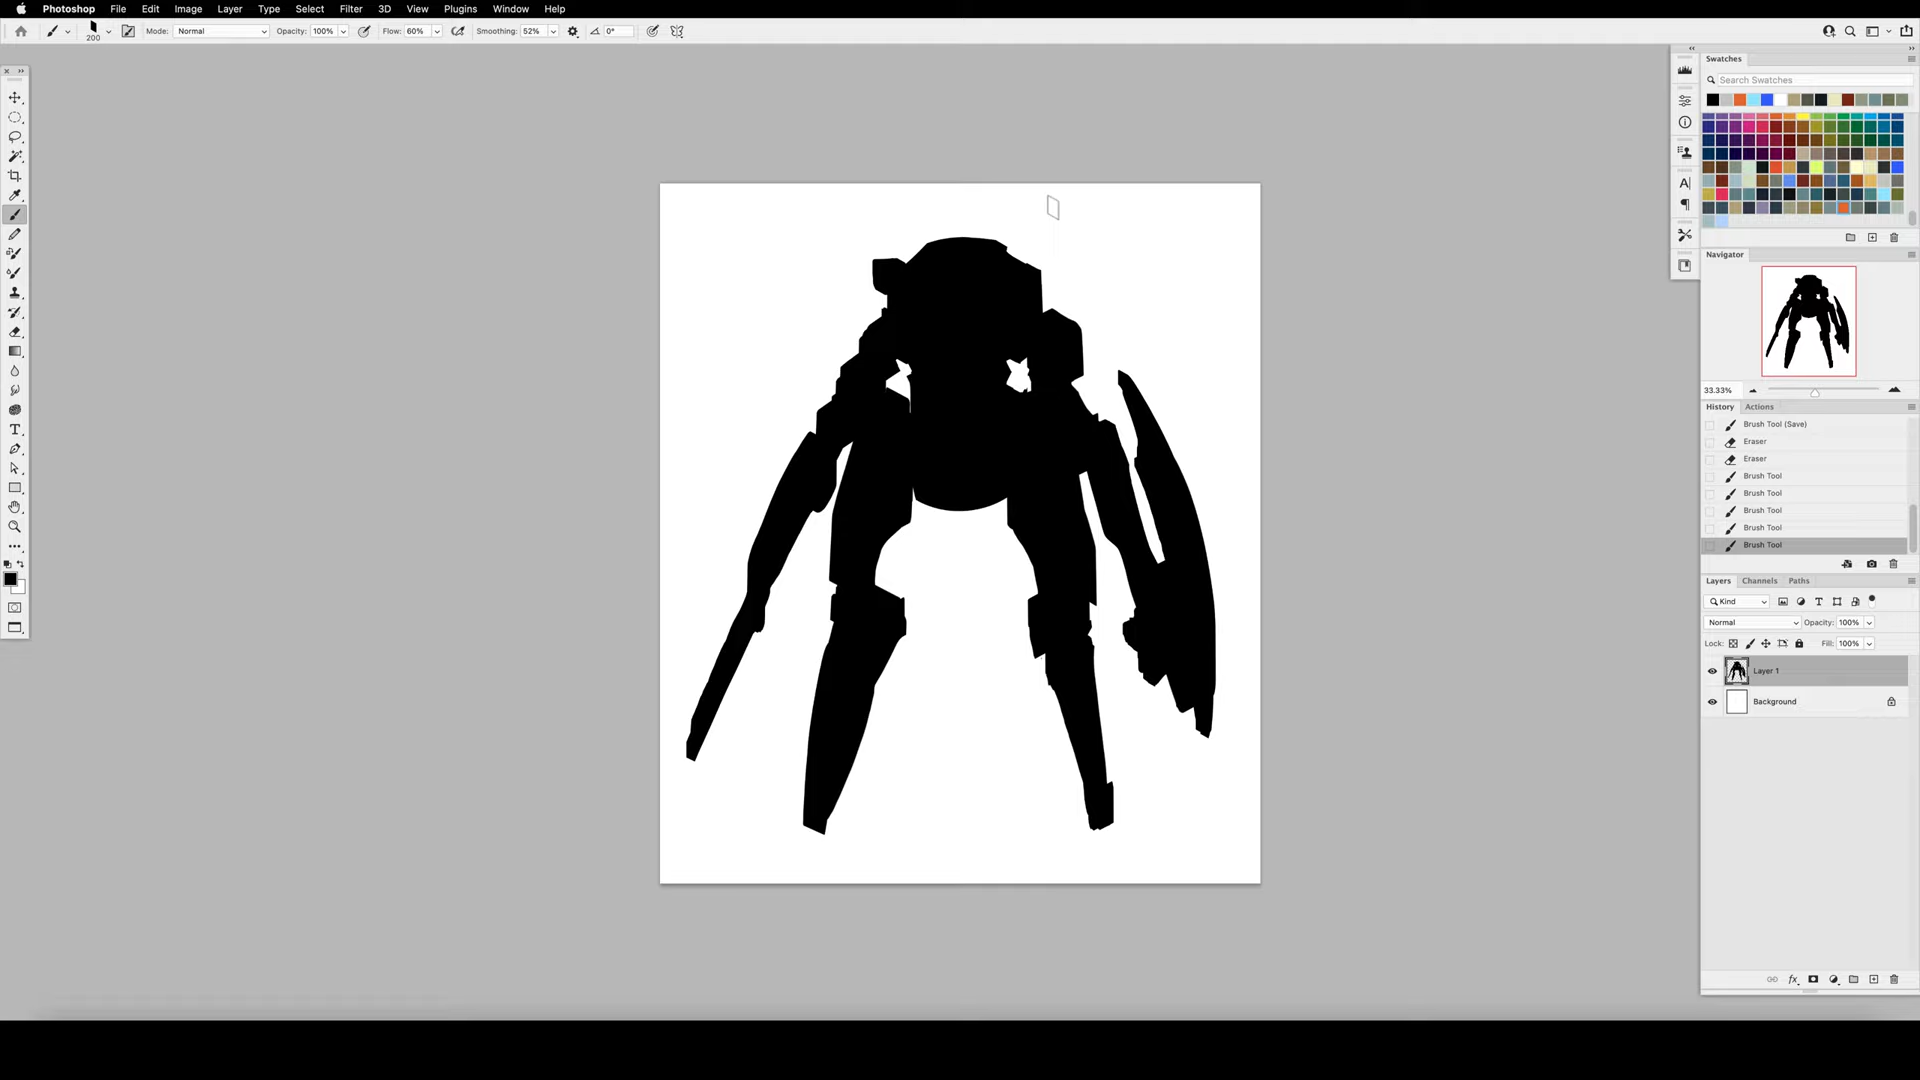 Photoshop File Edit Image Layer Type Select Filter 3D View Plugins Window Help
200 Mode: Normal Opacity: 100% Flow: 60% Smoothing: 52% 0°
Swatches
Search Swatches
Navigator
33.33%
History Actions
Brush Tool (Save)
Eraser
Eraser
Brush Tool
Brush Tool
Brush Tool
Brush Tool
Brush Tool
Layers Channels Paths
Kind
Normal Opacity: 100%
Lock: Fill: 100%
Layer 1
Background